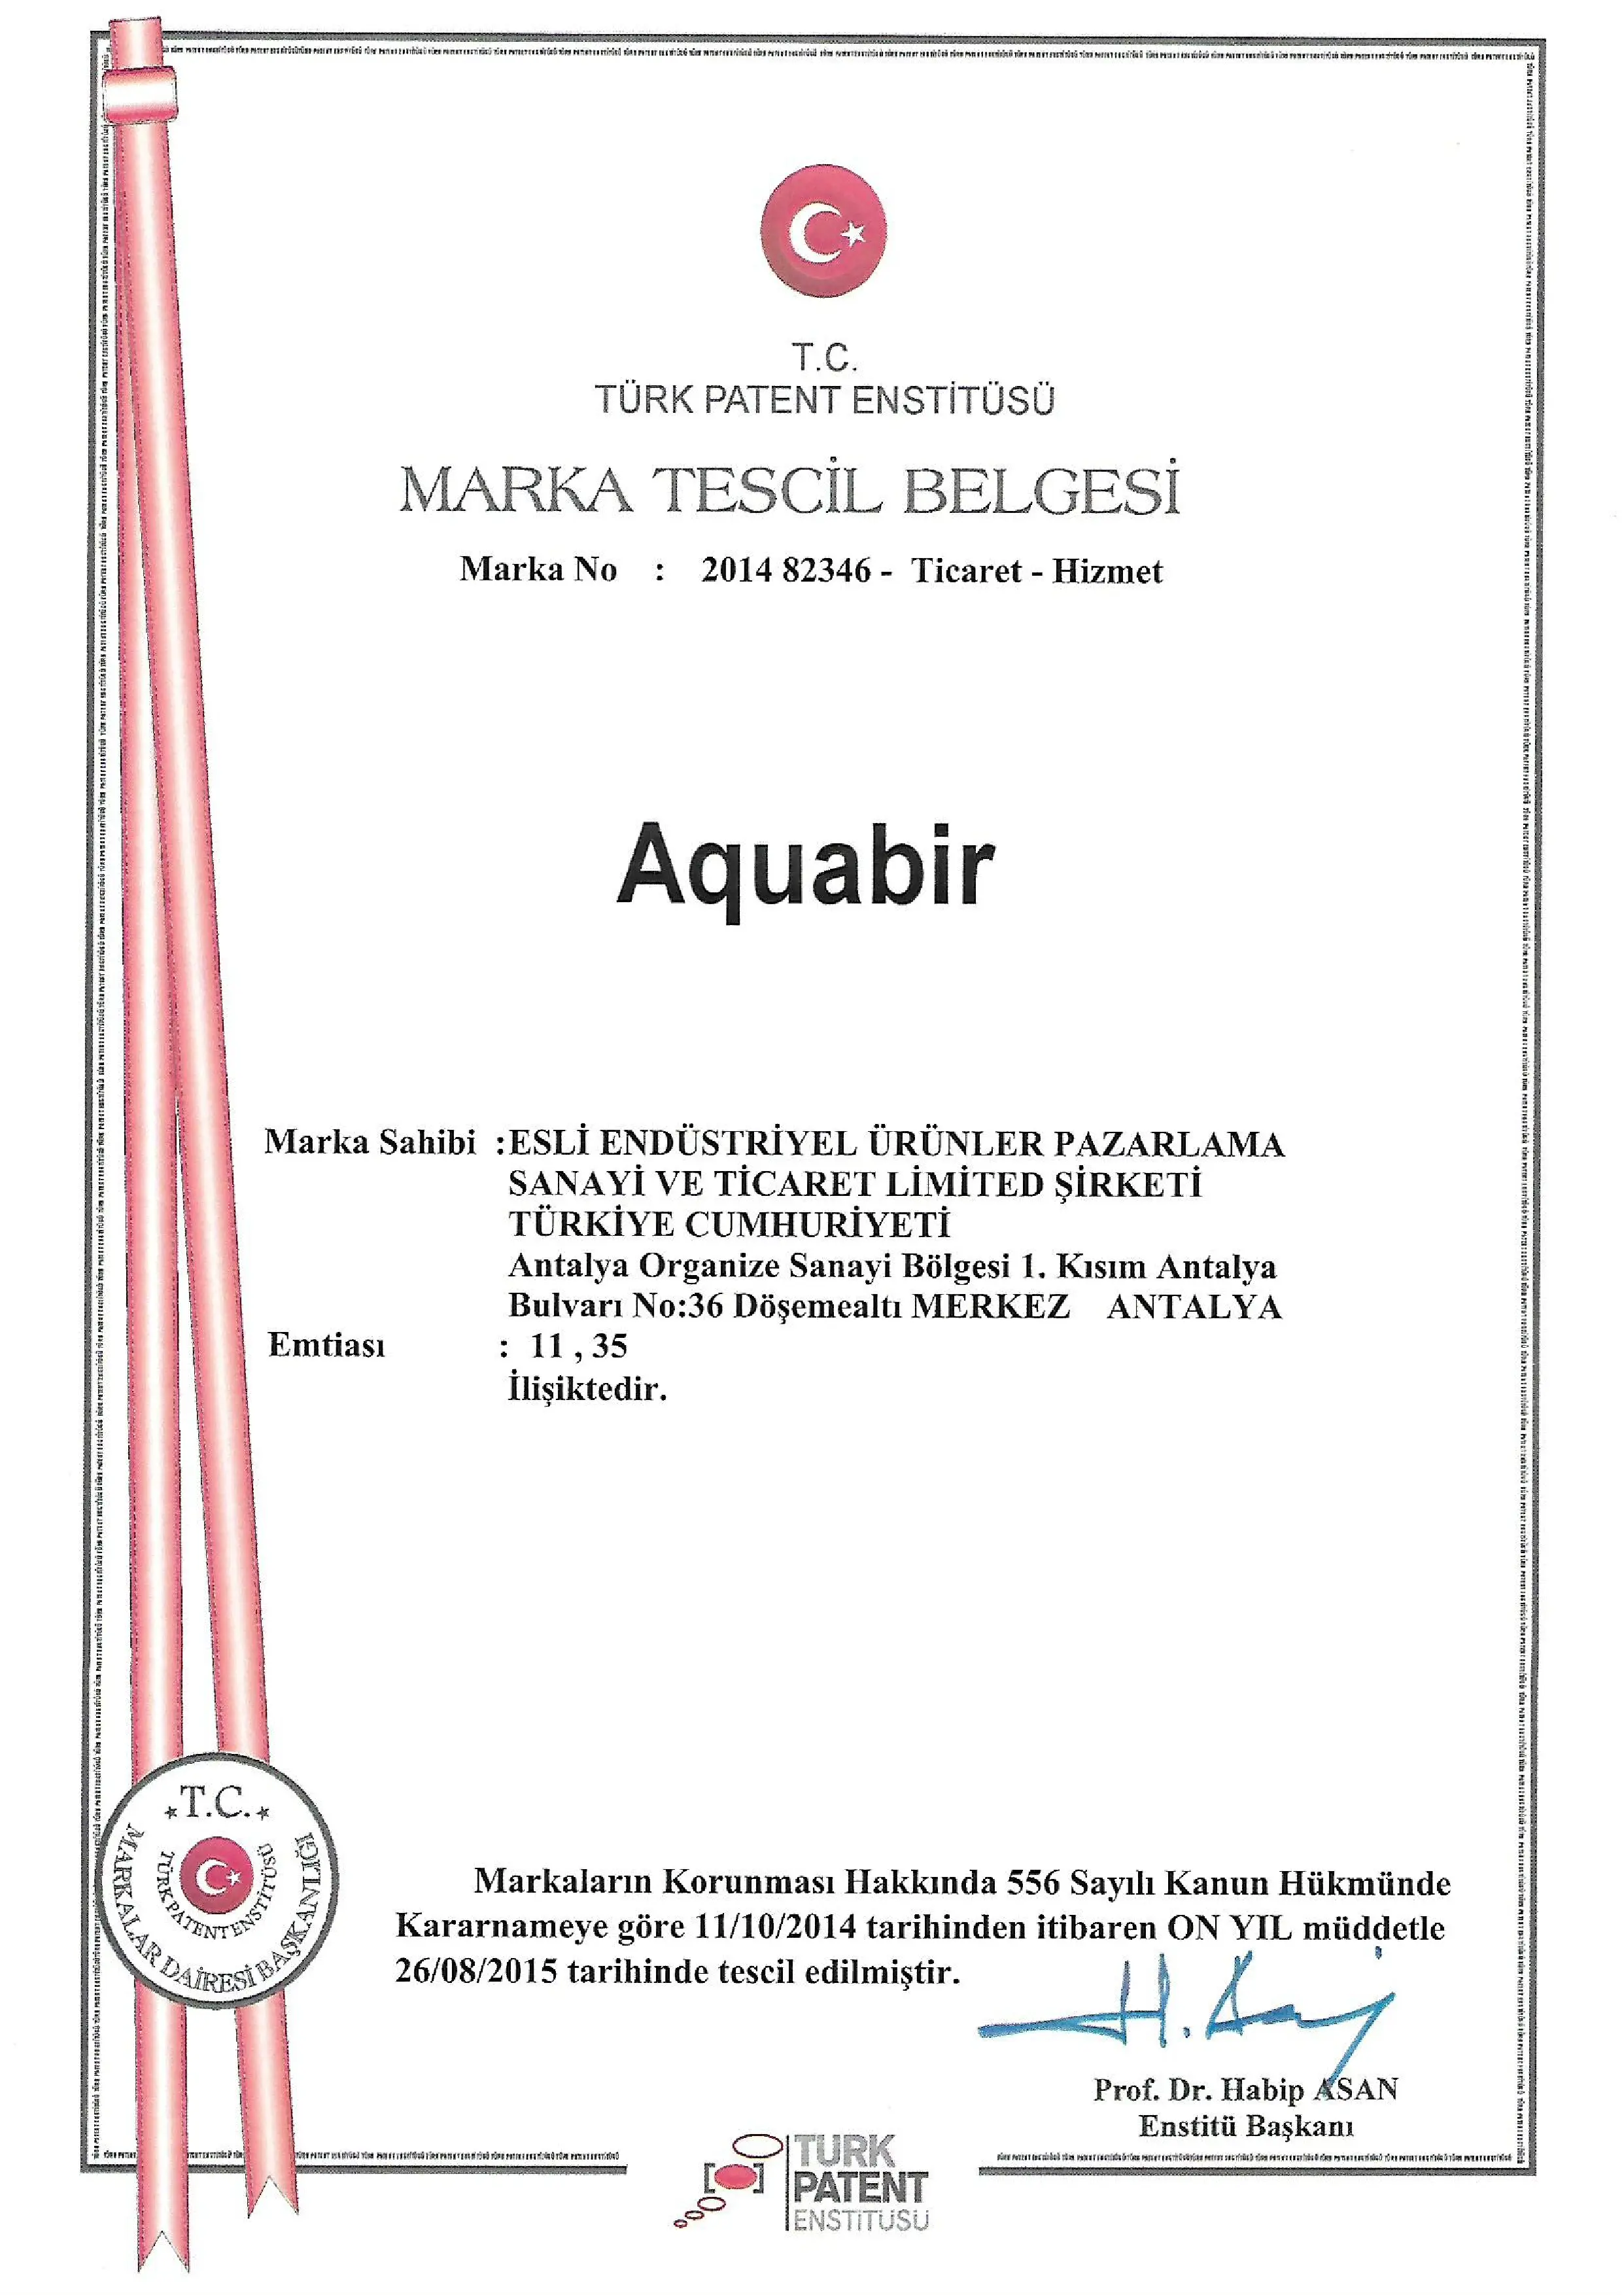 T.C.
TÜRK PATENT ENSTİTÜSÜ
MARKA TESCİL BELGESİ
Marka No : 2014 82346 - Ticaret - Hizmet
Aquabir
Marka Sahibi :ESLİ ENDÜSTRİYEL ÜRÜNLER PAZARLAMA
SANAYİ VE TİCARET LİMİTED ŞİRKETİ
TÜRKİYE CUMHURİYETİ
Antalya Organize Sanayi Bölgesi 1. Kısım Antalya
Bulvarı No:36 Döşemealtı MERKEZ ANTALYA
Emtiası : 11 , 35
İlişiktedir.
T.C.
TÜRK PATENT ENSTİTÜSÜ
MARKALAR DAİRESİ BAŞKANLIĞI
Markaların Korunması Hakkında 556 Sayılı Kanun Hükmünde
Kararnameye göre 11/10/2014 tarihinden itibaren ON YIL müddetle
26/08/2015 tarihinde tescil edilmiştir.
H. Asan
Prof. Dr. Habip ASAN
Enstitü Başkanı
TURK
PATENT
ENSTITUSU